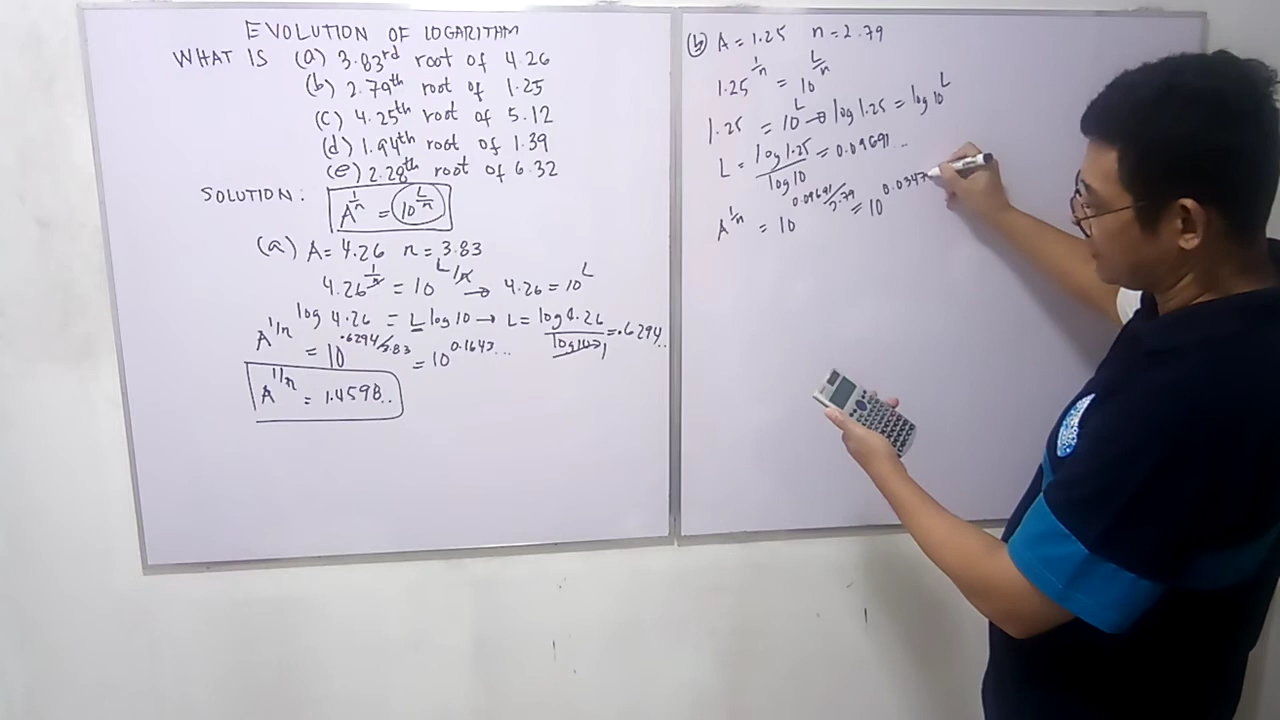 EVOLUTION OF LOGARITHM
WHAT IS (a) 3.83rd root of 4.26
(b) 2.79th root of 1.25
(c) 4.25th root of 5.12
(d) 1.94th root of 1.39
(e) 2.28th root of 6.32
SOLUTION: A^1/n = 10^L/n
(a) A = 4.26 n = 3.83
4.26^1/n = 10^L/n → 4.26 = 10^L
log 4.26 = L log 10 → L = log 4.26 / log 10→1 = .6294..
A^1/n = 10^.6294/3.83 = 10^0.1643...
A^1/n = 1.4598..
(b) A = 1.25 n = 2.79
1.25^1/n = 10^L/n
1.25 = 10^L → log 1.25 = log 10^L
L = log 1.25 / log 10 = 0.09691..
A^1/n = 10^0.09691/2.79 = 10^0.0347